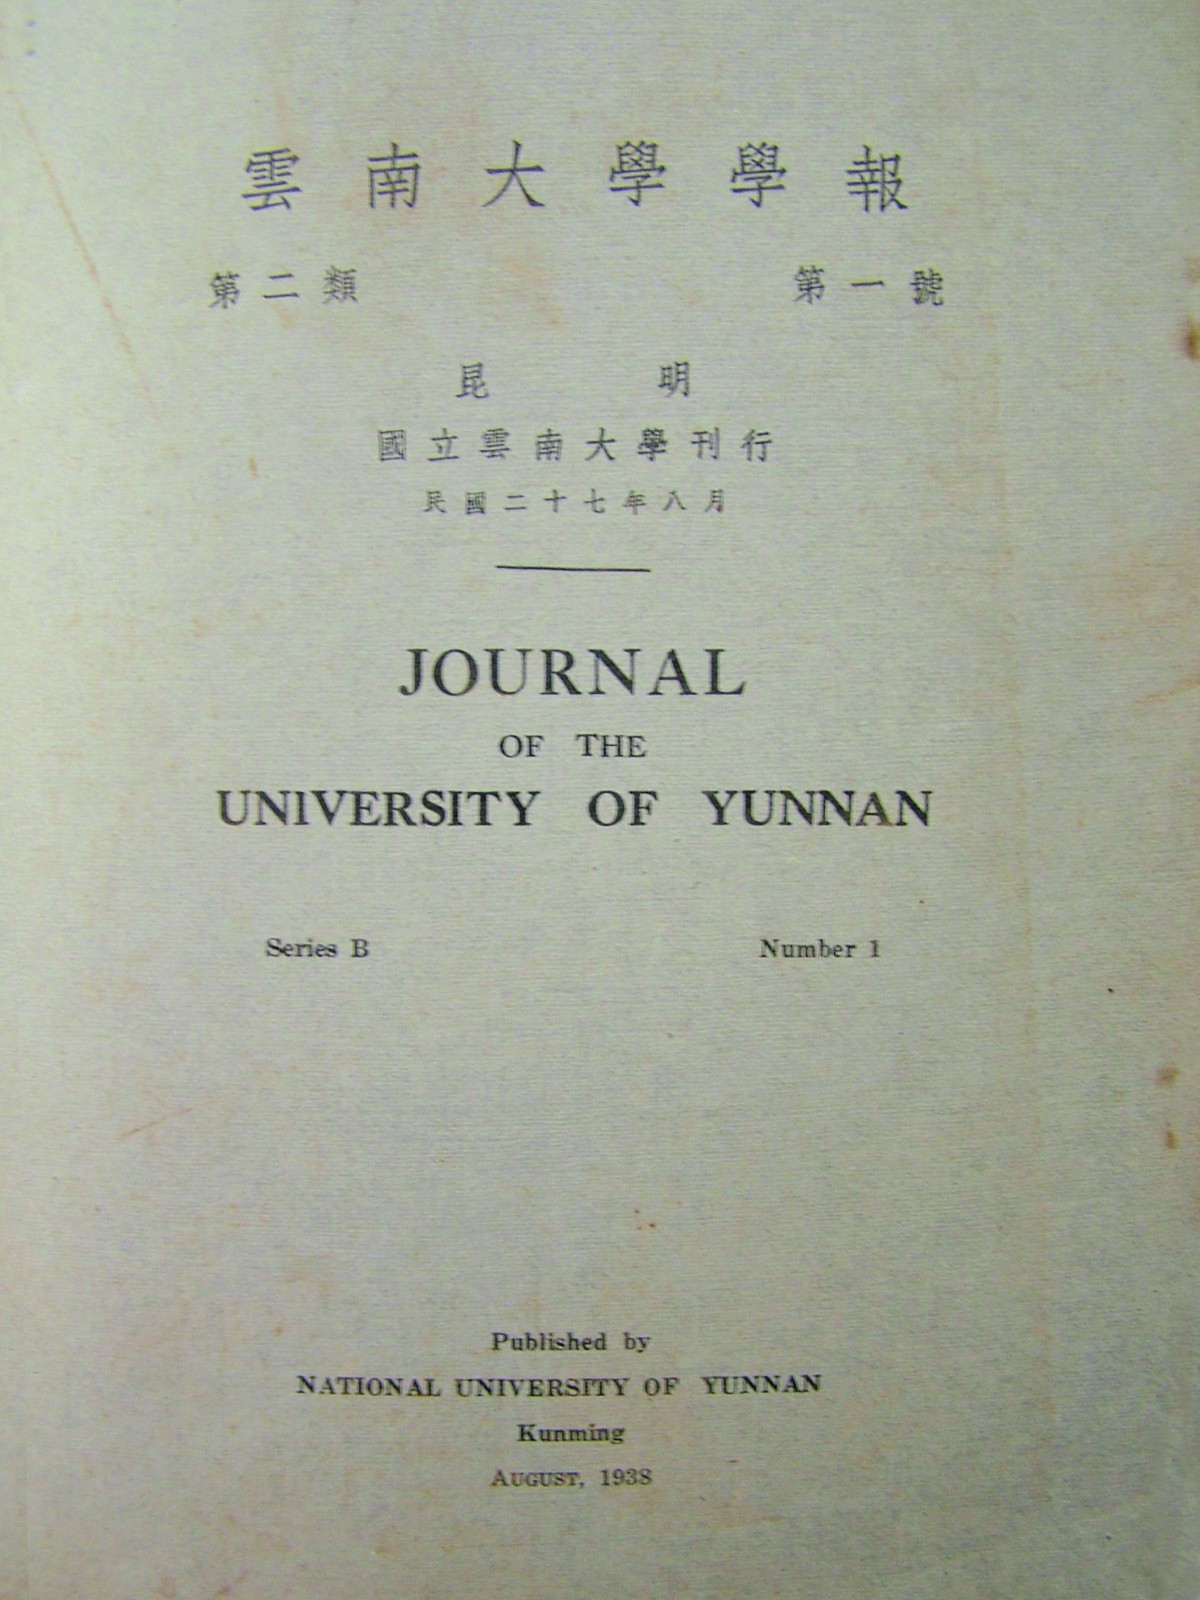 雲南大學學報
第二類 第一號
昆明
國立雲南大學刊行
民國二十七年八月
JOURNAL
OF THE
UNIVERSITY OF YUNNAN
Series B Number 1
Published by
NATIONAL UNIVERSITY OF YUNNAN
Kunming
AUGUST, 1938